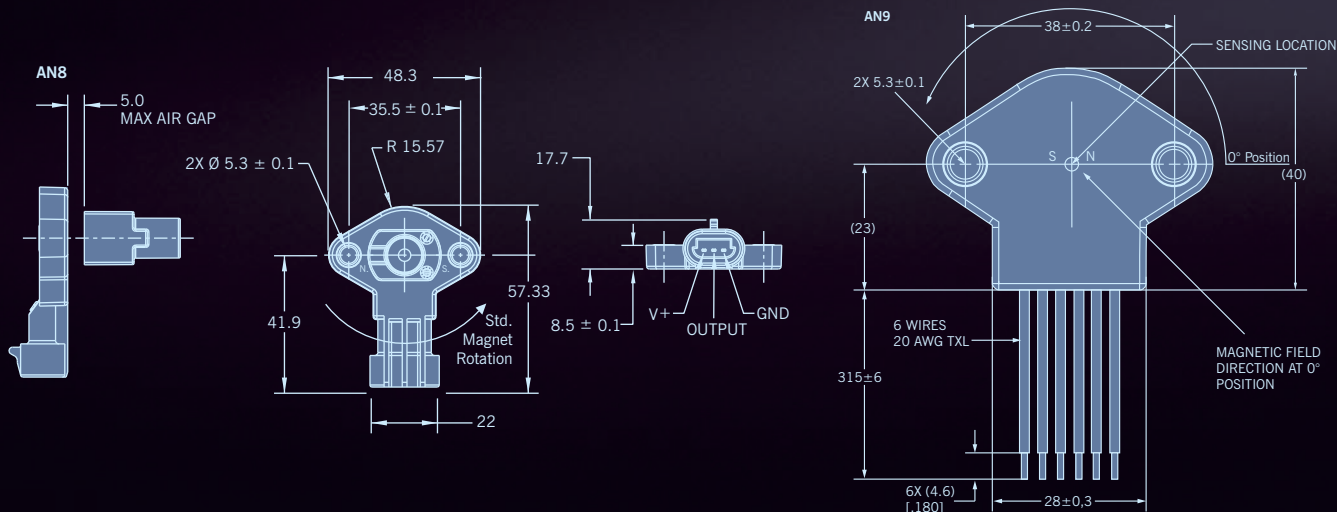 AN8
5.0
MAX AIR GAP
48.3
35.5 ± 0.1
R 15.57
2X Ø 5.3 ± 0.1
N.
S.
41.9
57.33
Std.
Magnet
Rotation
22
17.7
8.5 ± 0.1
V+
OUTPUT
GND
AN9
38±0.2
SENSING LOCATION
2X 5.3±0.1
S N
0° Position
(40)
(23)
6 WIRES
20 AWG TXL
MAGNETIC FIELD
DIRECTION AT 0°
POSITION
315±6
6X (4.6)
[.180]
28±0,3